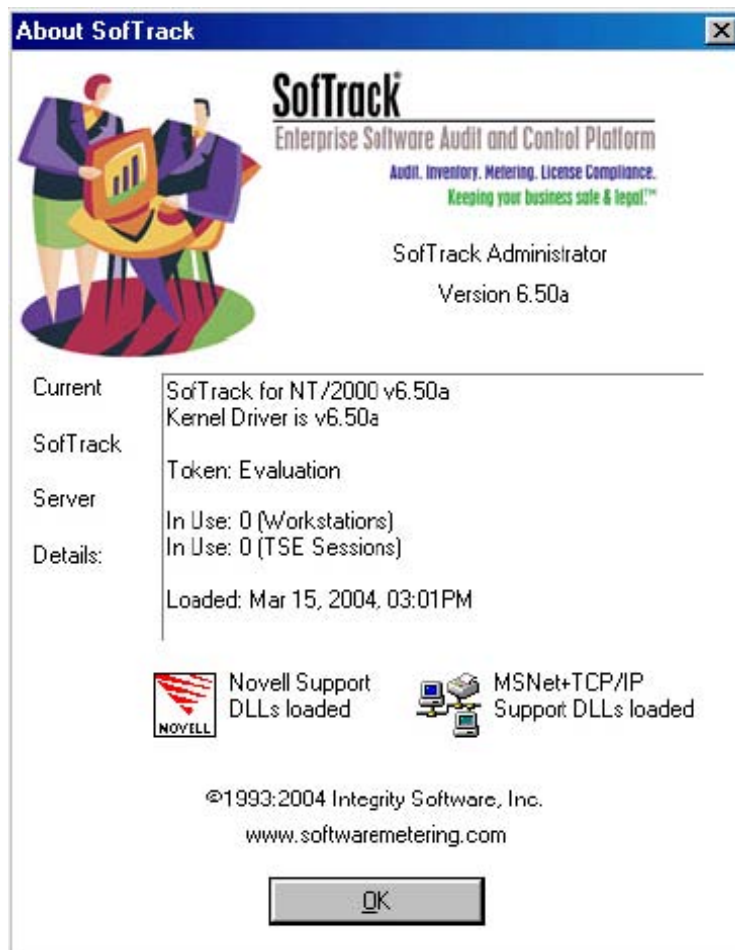 About SofTrack
SofTrack®
Enterprise Software Audit and Control Platform
Audit. Inventory. Metering. License Compliance.
Keeping your business safe & legal.™
SofTrack Administrator
Version 6.50a
Current
SofTrack
Server
Details:
SofTrack for NT/2000 v6.50a
Kernel Driver is v6.50a
Token: Evaluation
In Use: 0 (Workstations)
In Use: 0 (TSE Sessions)
Loaded: Mar 15, 2004, 03:01PM
NOVELL
Novell Support
DLLs loaded
MSNet+TCP/IP
Support DLLs loaded
©1993:2004 Integrity Software, Inc.
www.softwaremetering.com
OK